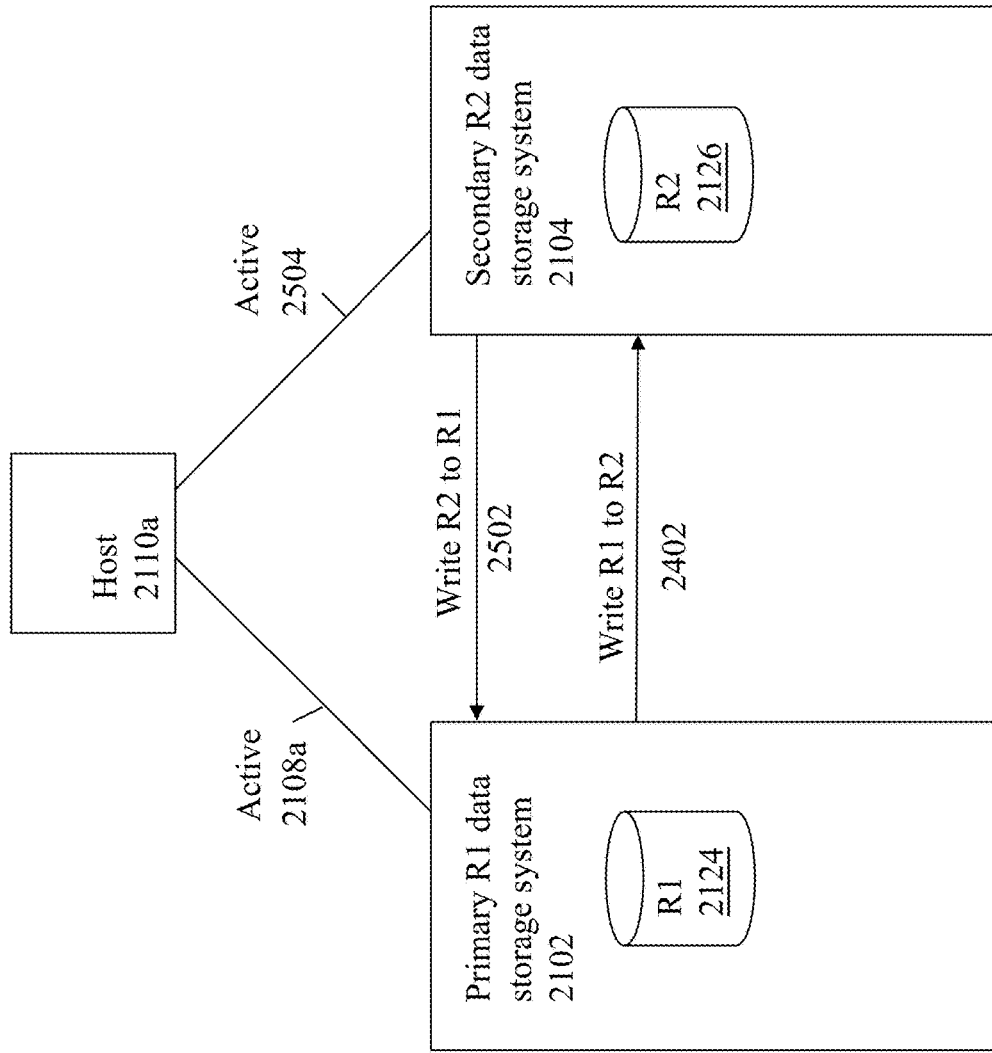 Host
2110a
Active
2108a
Active
2504
Primary R1 data
storage system
2102
R1
2124
Write R2 to R1
2502
Write R1 to R2
2402
Secondary R2 data
storage system
2104
R2
2126